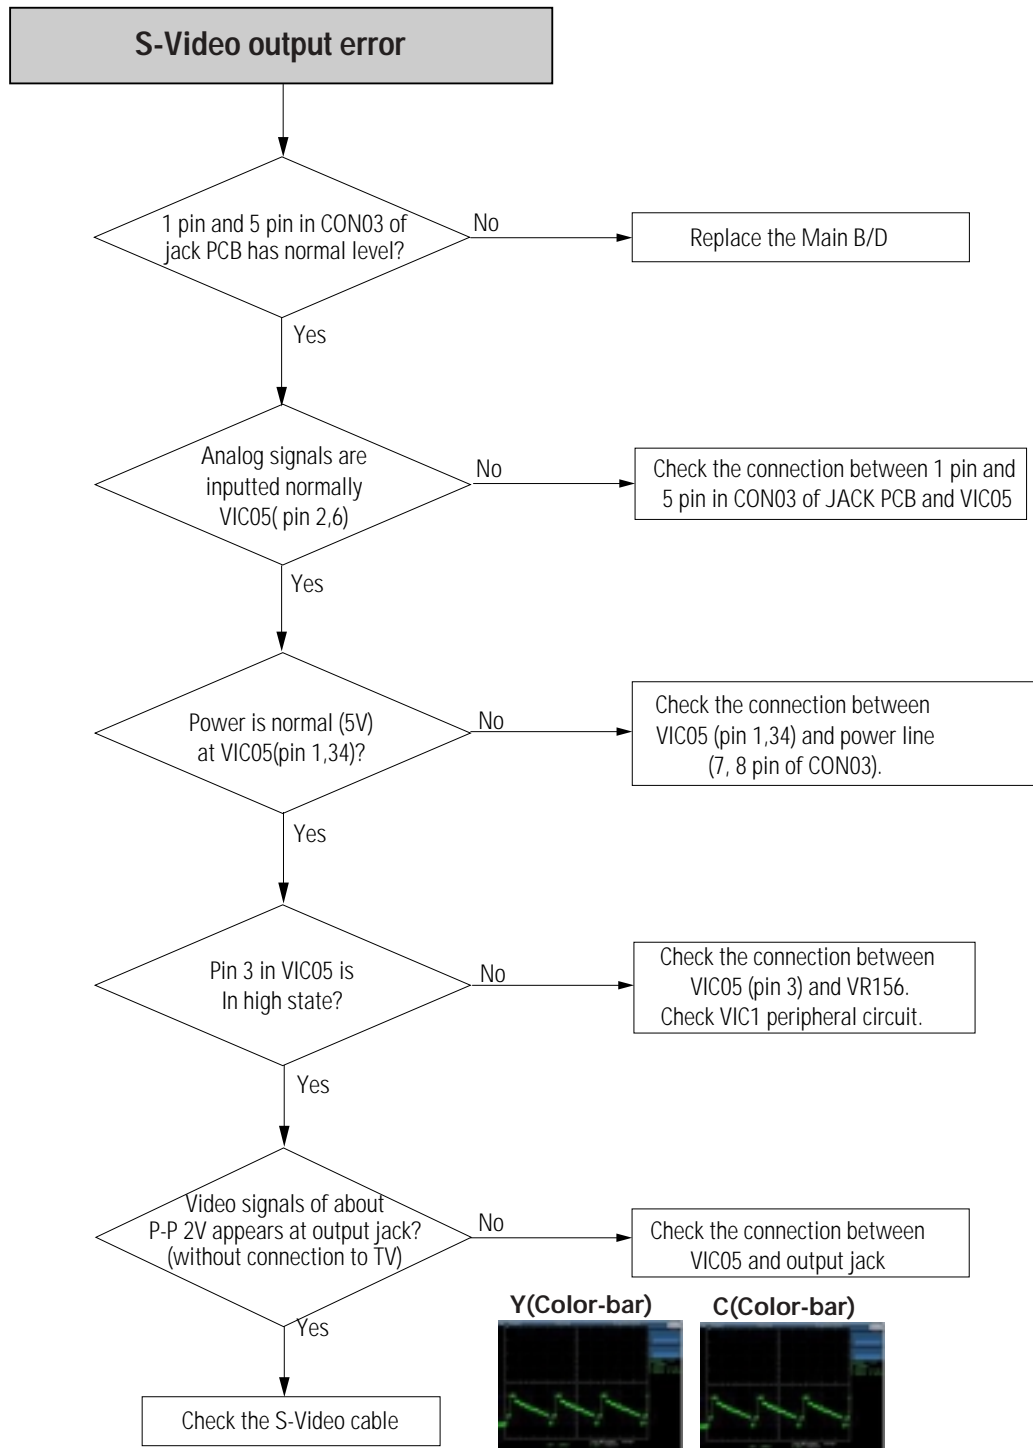 S-Video output error
1 pin and 5 pin in CON03 of
jack PCB has normal level?
No
Replace the Main B/D
Yes
Analog signals are
inputted normally
VIC05( pin 2,6)
No
Check the connection between 1 pin and
5 pin in CON03 of JACK PCB and VIC05
Yes
Power is normal (5V)
at VIC05(pin 1,34)?
No
Check the connection between
VIC05 (pin 1,34) and power line
(7, 8 pin of CON03).
Yes
Pin 3 in VIC05 is
In high state?
No
Check the connection between
VIC05 (pin 3) and VR156.
Check VIC1 peripheral circuit.
Yes
Video signals of about
P-P 2V appears at output jack?
(without connection to TV)
No
Check the connection between
VIC05 and output jack
Yes
Y(Color-bar)
C(Color-bar)
Check the S-Video cable